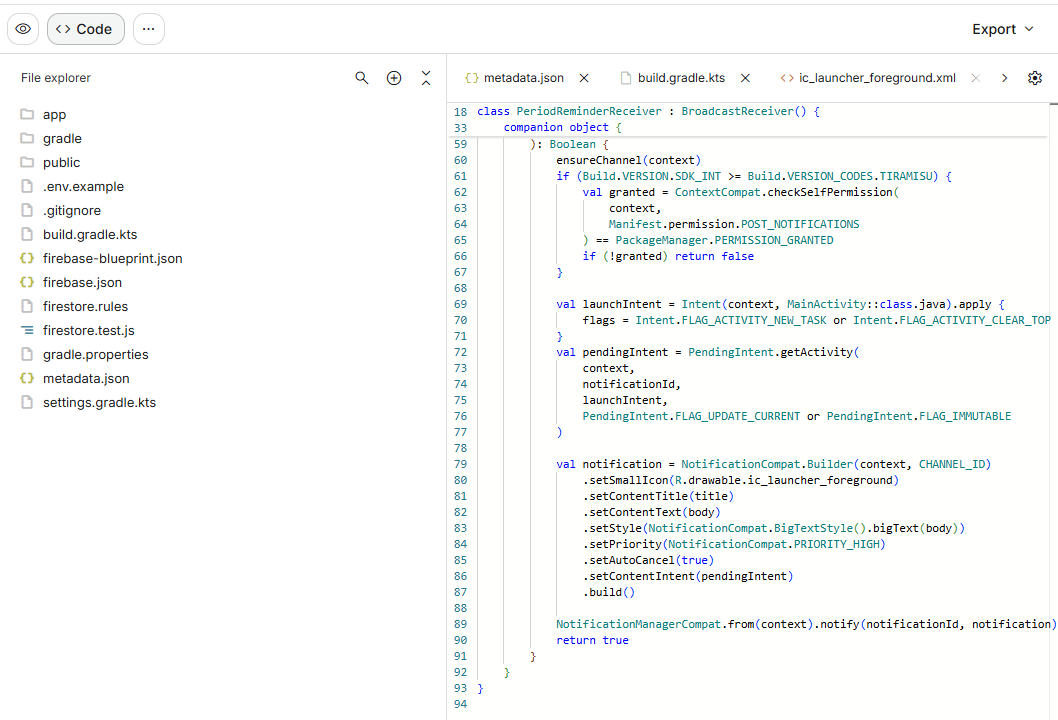 Code
Export
File explorer
metadata.json
build.gradle.kts
ic_launcher_foreground.xml
app
gradle
public
.env.example
.gitignore
build.gradle.kts
firebase-blueprint.json
firebase.json
firestore.rules
firestore.test.js
gradle.properties
metadata.json
settings.gradle.kts
18 class PeriodReminderReceiver : BroadcastReceiver() {
33     companion object {
59         ): Boolean {
60             ensureChannel(context)
61             if (Build.VERSION.SDK_INT >= Build.VERSION_CODES.TIRAMISU) {
62                 val granted = ContextCompat.checkSelfPermission(
63                     context,
64                     Manifest.permission.POST_NOTIFICATIONS
65                 ) == PackageManager.PERMISSION_GRANTED
66                 if (!granted) return false
67             }
68
69             val launchIntent = Intent(context, MainActivity::class.java).apply {
70                 flags = Intent.FLAG_ACTIVITY_NEW_TASK or Intent.FLAG_ACTIVITY_CLEAR_TOP
71             }
72             val pendingIntent = PendingIntent.getActivity(
73                 context,
74                 notificationId,
75                 launchIntent,
76                 PendingIntent.FLAG_UPDATE_CURRENT or PendingIntent.FLAG_IMMUTABLE
77             )
78
79             val notification = NotificationCompat.Builder(context, CHANNEL_ID)
80                 .setSmallIcon(R.drawable.ic_launcher_foreground)
81                 .setContentTitle(title)
82                 .setContentText(body)
83                 .setStyle(NotificationCompat.BigTextStyle().bigText(body))
84                 .setPriority(NotificationCompat.PRIORITY_HIGH)
85                 .setAutoCancel(true)
86                 .setContentIntent(pendingIntent)
87                 .build()
88
89             NotificationManagerCompat.from(context).notify(notificationId, notification)
90             return true
91         }
92     }
93 }
94